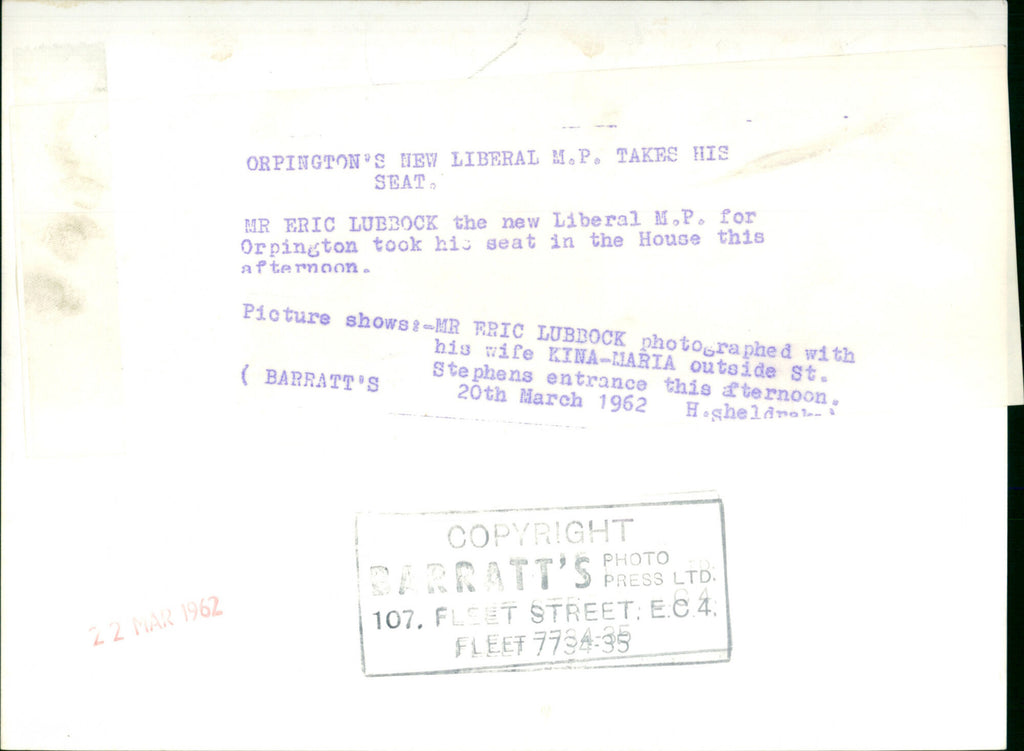 ORPINGTON'S NEW LIBERAL M.P. TAKES HIS
SEAT.
MR ERIC LUBBOCK the new Liberal M.P. for
Orpington took his seat in the House this
afternoon.
Picture shows:-MR ERIC LUBBOCK photographed with
his wife KINA-MARIA outside St.
Stephens entrance this afternoon.
( BARRATT'S 20th March 1962 H.sheldrake)
COPYRIGHT
BARRATT'S PHOTO PRESS LTD.
107, FLEET STREET, E.C.4.
FLEET 7734-35
22 MAR 1962